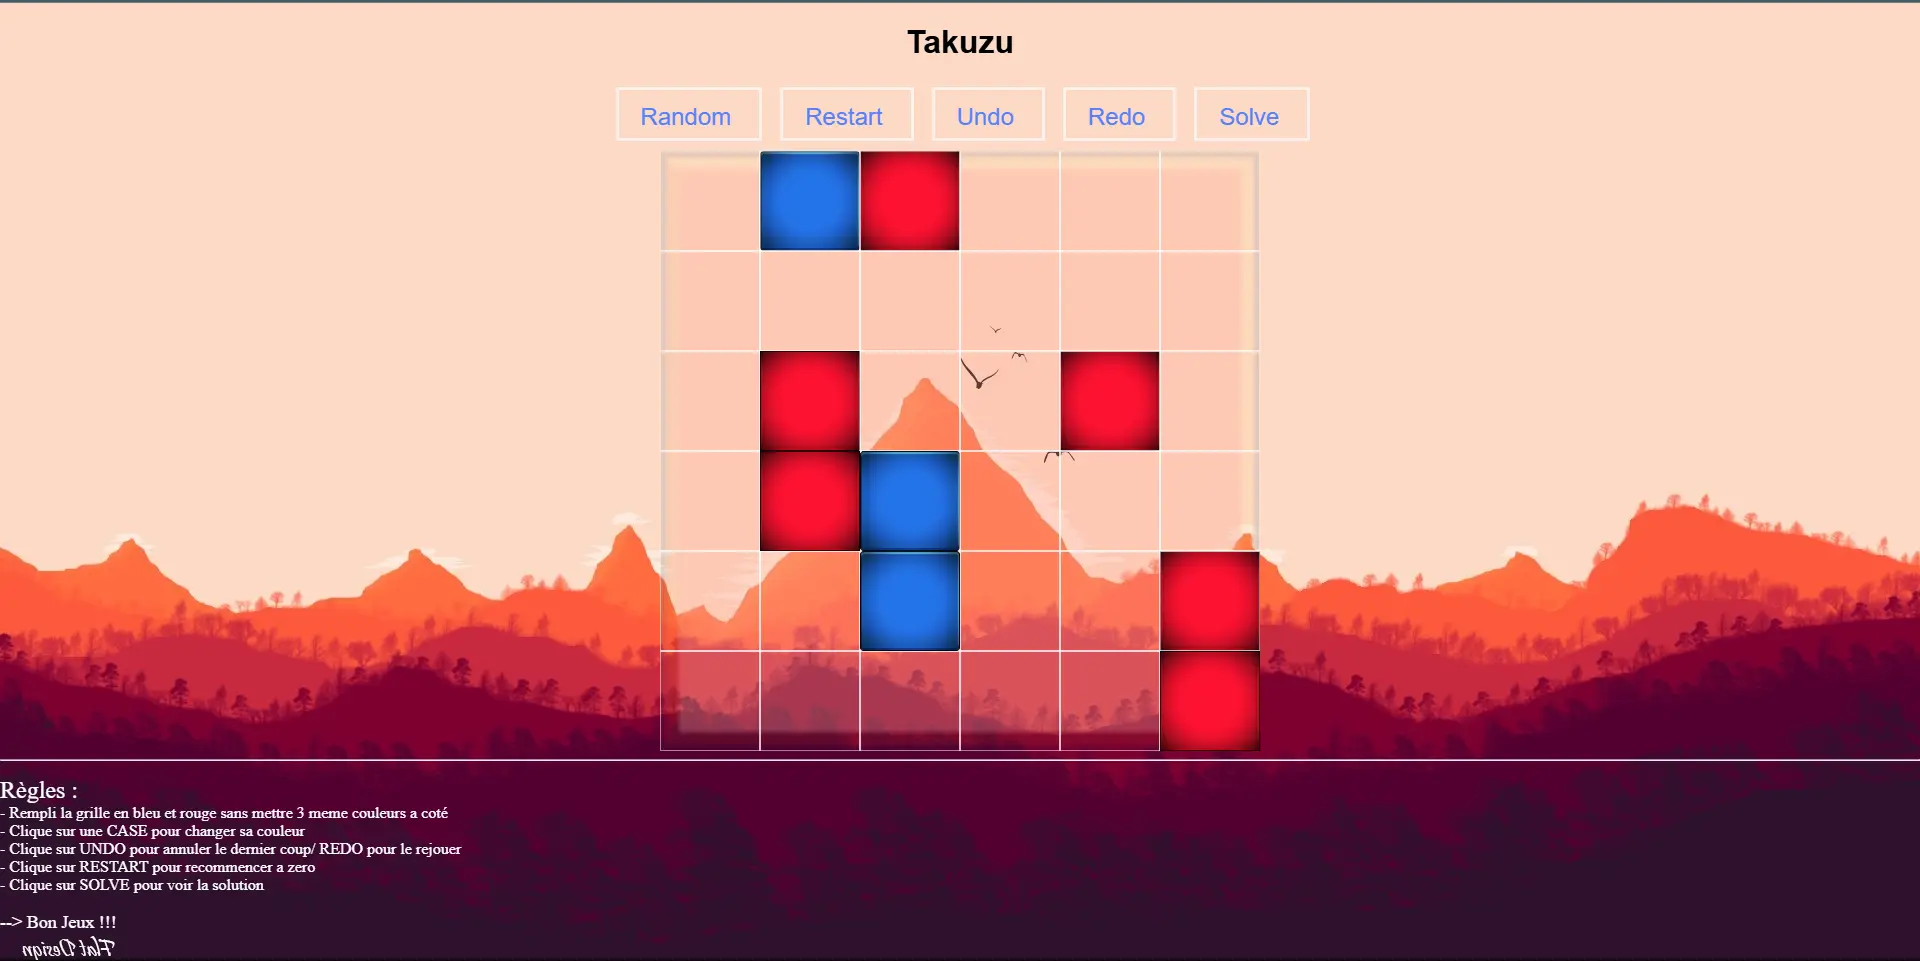 Takuzu
Random Restart Undo Redo Solve
Règles :
- Rempli la grille en bleu et rouge sans mettre 3 meme couleurs a coté
- Clique sur une CASE pour changer sa couleur
- Clique sur UNDO pour annuler le dernier coup/ REDO pour le rejouer
- Clique sur RESTART pour recommencer a zero
- Clique sur SOLVE pour voir la solution
--> Bon Jeux !!!
Flat Design